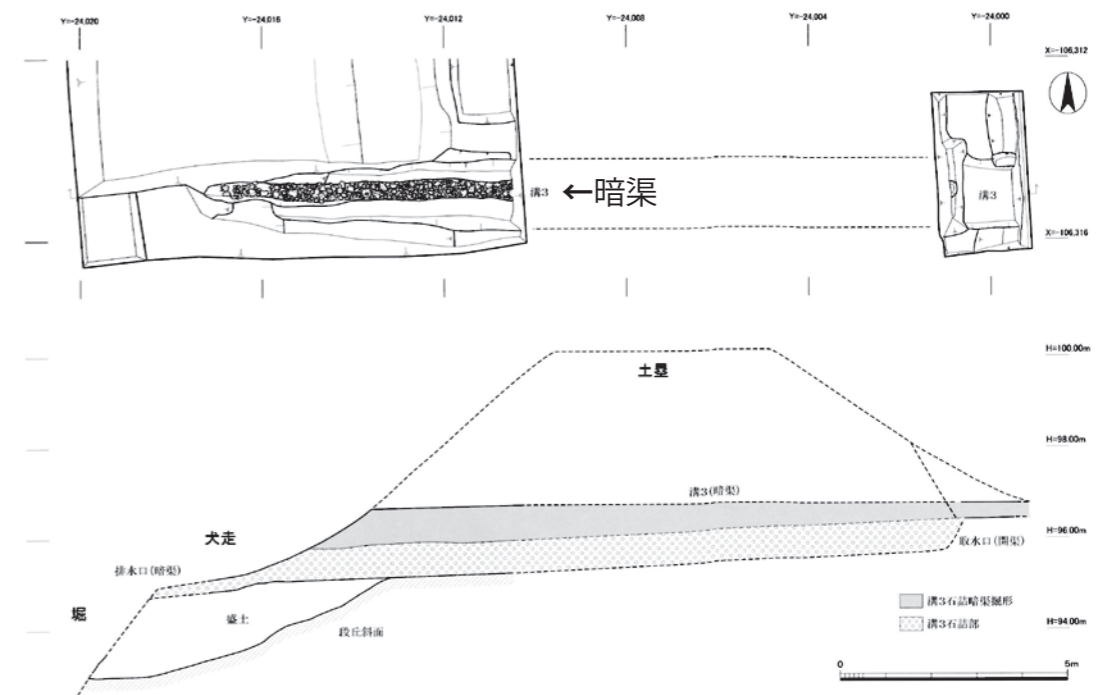 Y=-24,020
Y=-24,016
Y=-24,012
Y=-24,008
Y=-24,004
Y=-24,000
X=-106,312
溝3
←暗渠
溝3
X=-106,316
H=100.00m
土塁
H=98.00m
溝3(暗渠)
H=96.00m
犬走
取水口(開渠)
排水口(暗渠)
溝3石詰暗渠掘形
堀
盛土
段丘斜面
溝3石詰部
H=94.00m
0
5m